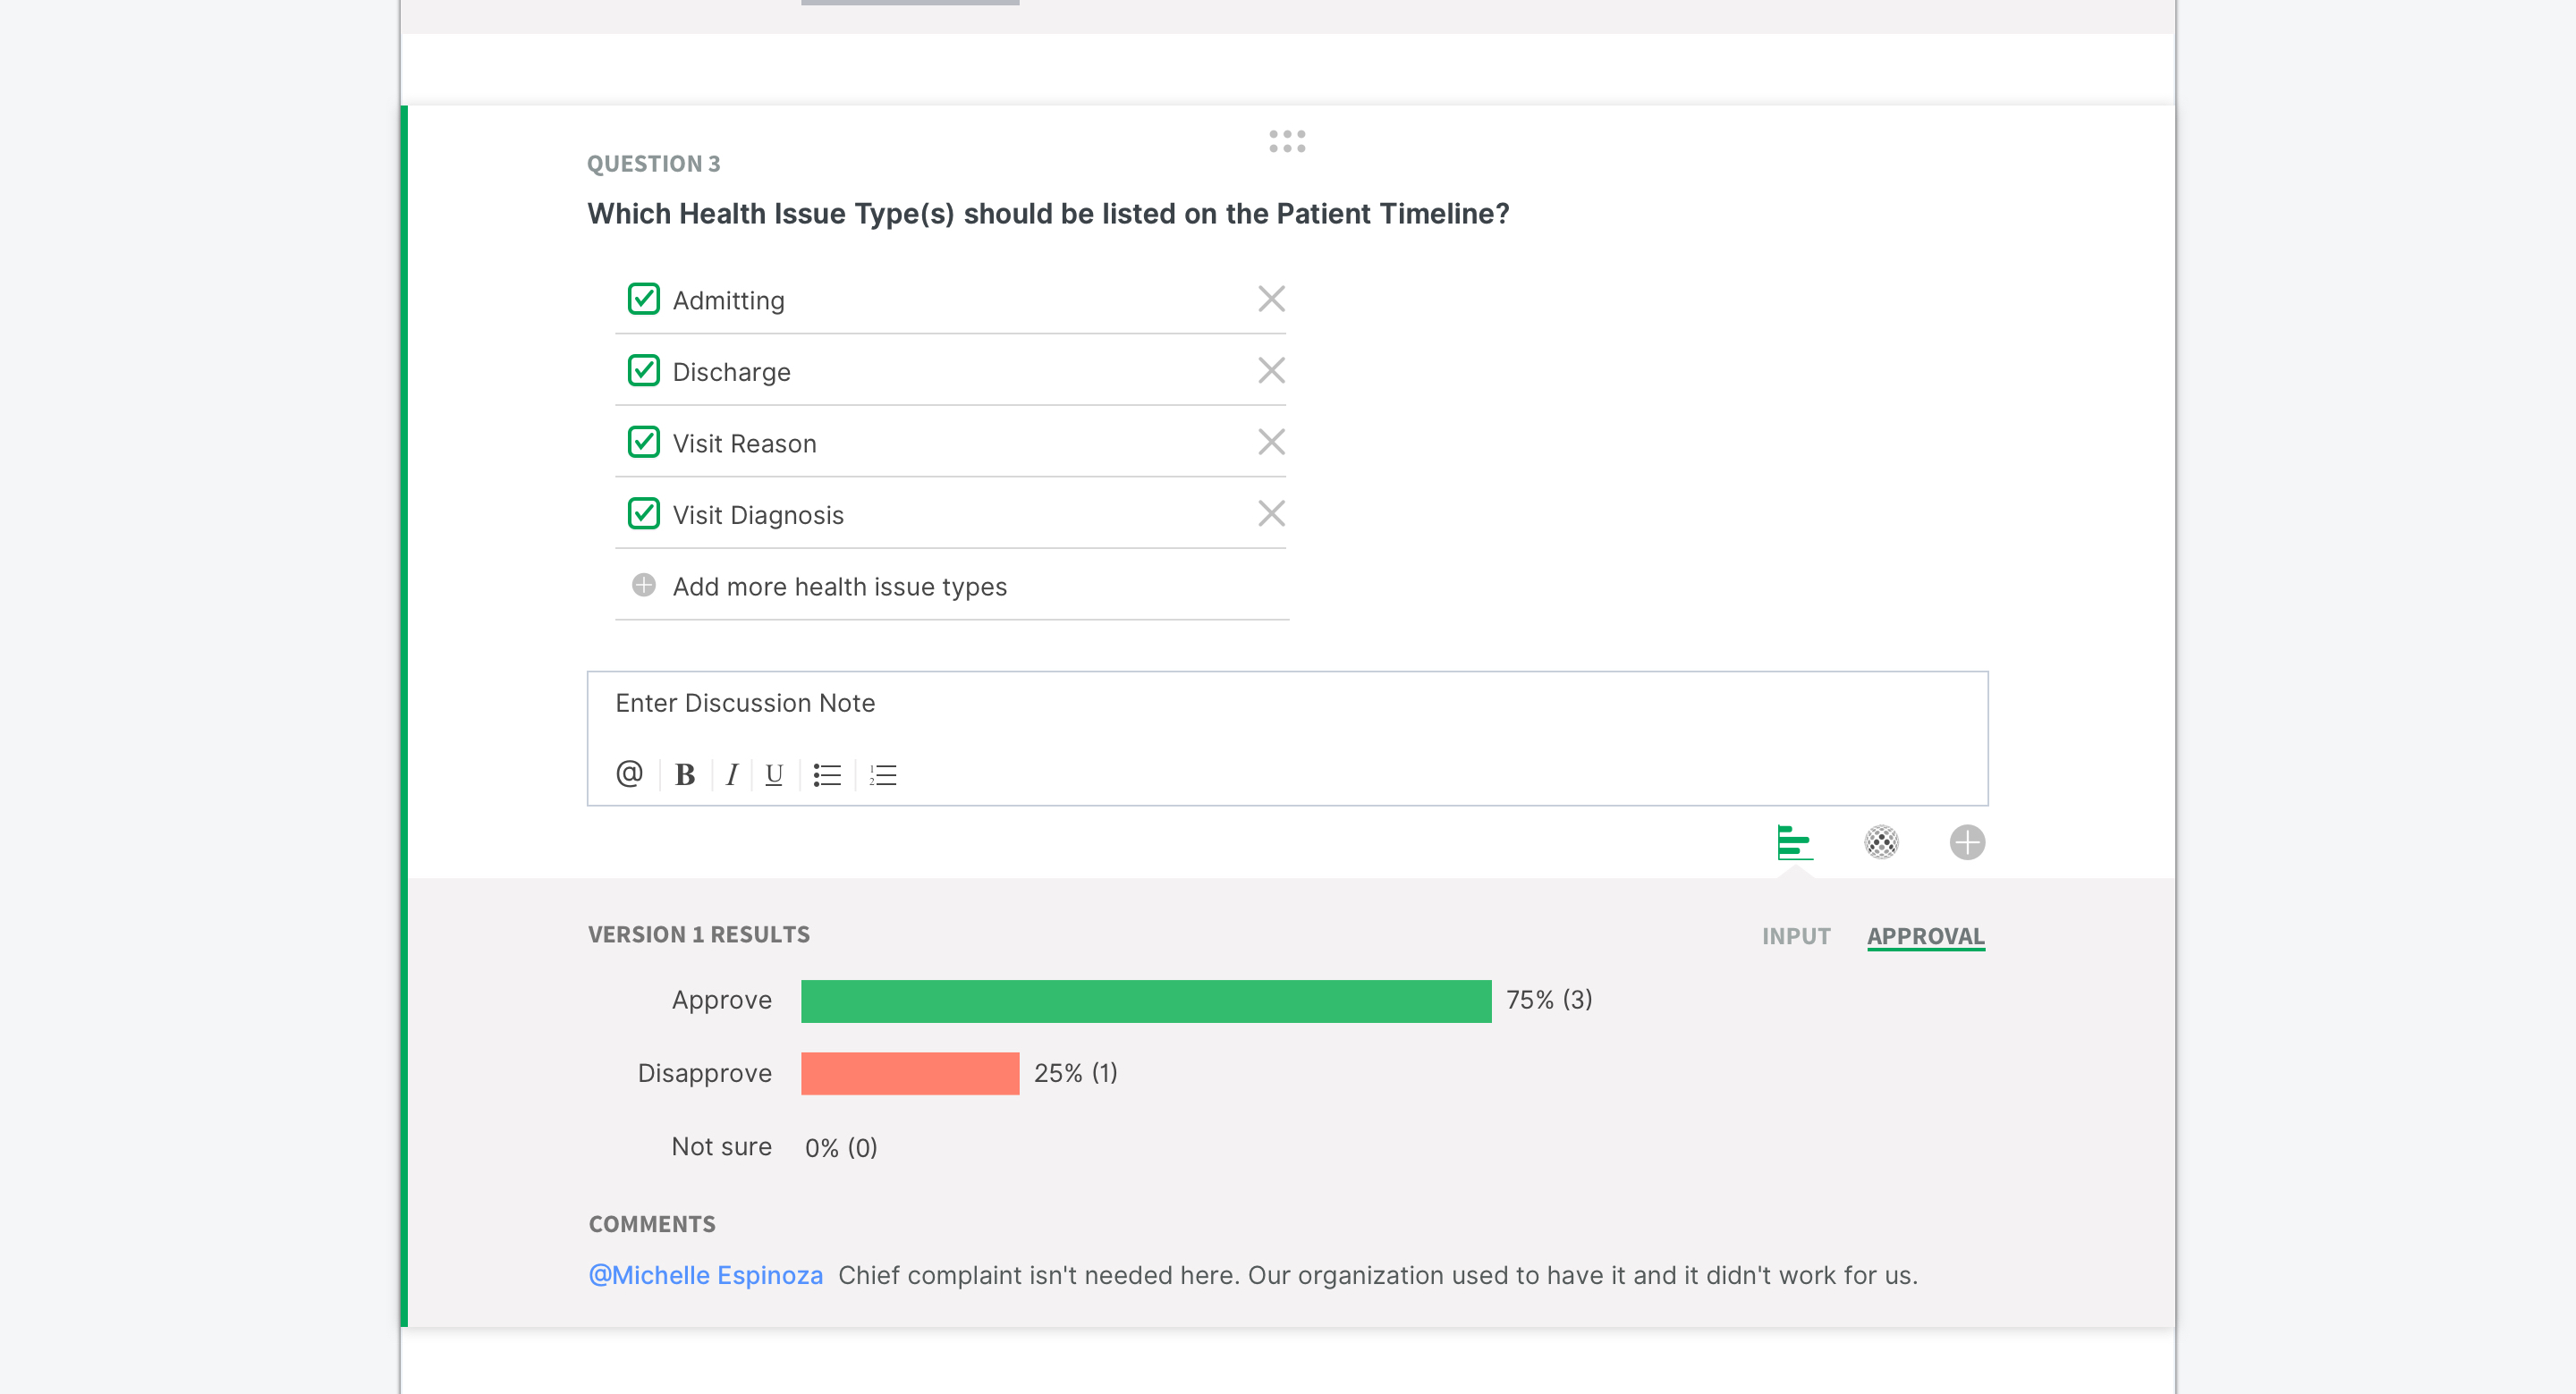 QUESTION 3
Which Health Issue Type(s) should be listed on the Patient Timeline?
Admitting
Discharge
Visit Reason
Visit Diagnosis
Add more health issue types
Enter Discussion Note
@ B I U 1 2
VERSION 1 RESULTS INPUT APPROVAL
Approve 75% (3)
Disapprove 25% (1)
Not sure 0% (0)
COMMENTS
@Michelle Espinoza Chief complaint isn't needed here. Our organization used to have it and it didn't work for us.